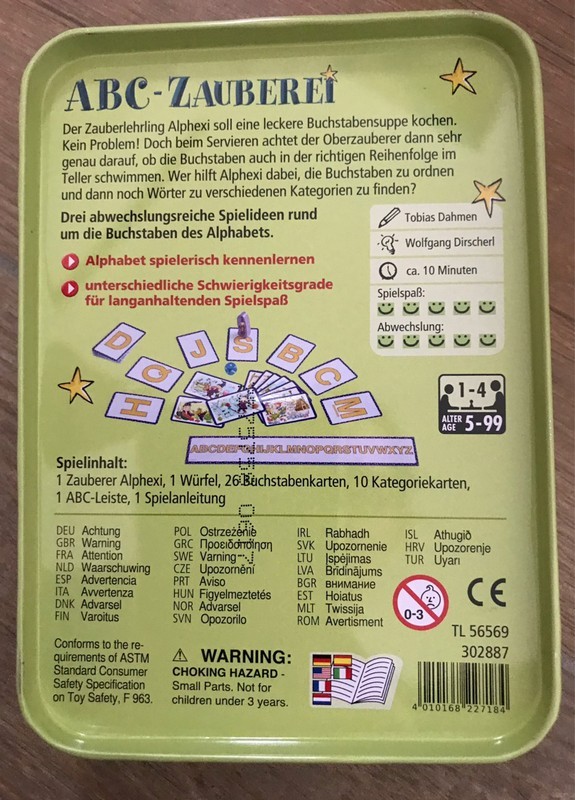 ABC-ZAUBEREI
Der Zauberlehrling Alphexi soll eine leckere Buchstabensuppe kochen.
Kein Problem! Doch beim Servieren achtet der Oberzauberer dann sehr
genau darauf, ob die Buchstaben auch in der richtigen Reihenfolge im
Teller schwimmen. Wer hilft Alphexi dabei, die Buchstaben zu ordnen
und dann noch Wörter zu verschiedenen Kategorien zu finden?
Drei abwechslungsreiche Spielideen rund
um die Buchstaben des Alphabets.
Alphabet spielerisch kennenlernen
unterschiedliche Schwierigkeitsgrade
für langanhaltenden Spielspaß
Tobias Dahmen
Wolfgang Dirscherl
ca. 10 Minuten
Spielspaß:
Abwechslung:
1-4
ALTER
AGE 5-99
H
Q
D
J
S
B
C
M
ABCDEFGHIJKLMNOPQRSTUVWXYZ
Spielinhalt:
1 Zauberer Alphexi, 1 Würfel, 26 Buchstabenkarten, 10 Kategoriekarten,
1 ABC-Leiste, 1 Spielanleitung
DEU Achtung
GBR Warning
FRA Attention
NLD Waarschuwing
ESP Advertencia
ITA Avvertenza
DNK Advarsel
FIN Varoitus
POL Ostrzeżenie
GRC Προειδοποίηση
SWE Varning
CZE Upozornění
PRT Aviso
HUN Figyelmeztetés
NOR Advarsel
SVN Opozorilo
IRL Rabhadh
SVK Upozornenie
LTU Įspėjimas
LVA Brīdinājums
BGR внимание
EST Hoiatus
MLT Twissija
ROM Avertisment
ISL Athugið
HRV Upozorenje
TUR Uyarı
0-3
CE
TL 56569
302887
Conforms to the re-
quirements of ASTM
Standard Consumer
Safety Specification
on Toy Safety, F 963.
WARNING:
CHOKING HAZARD -
Small Parts. Not for
children under 3 years.
4 010168 227184